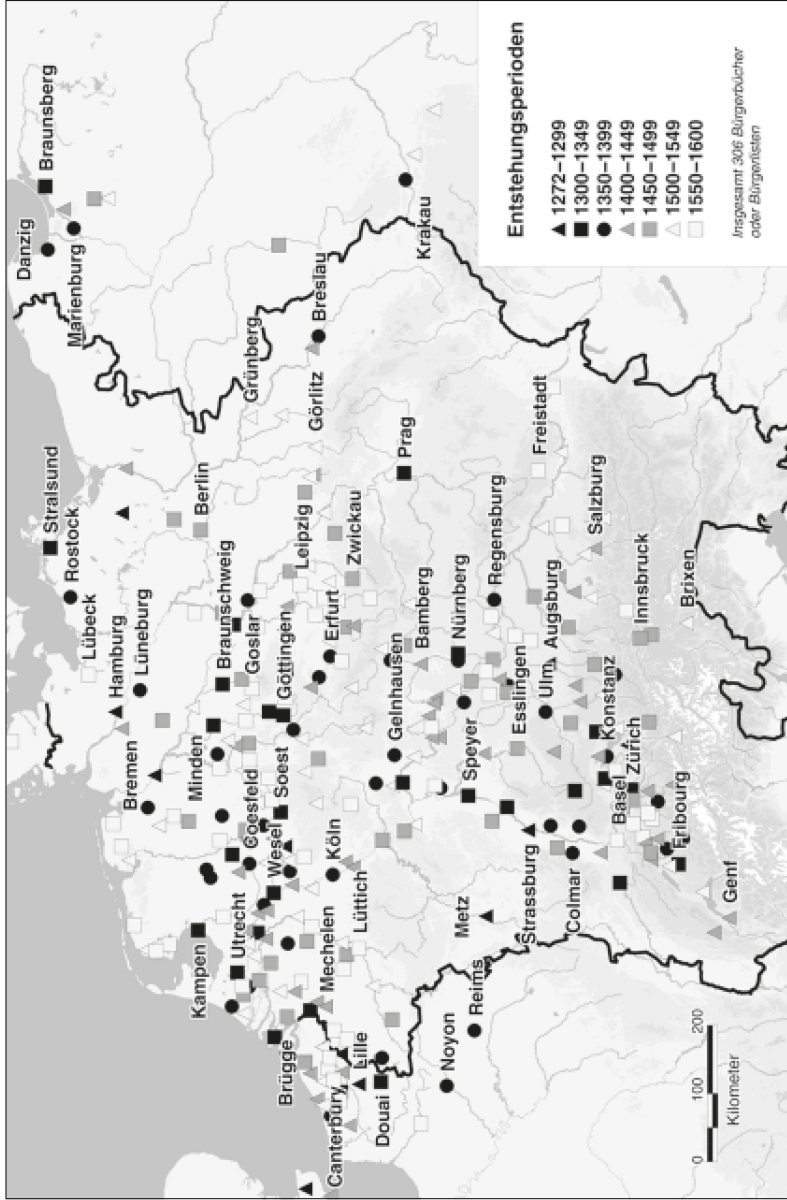 Entstehungsperioden
1272–1299
1300–1349
1350–1399
1400–1449
1450–1499
1500–1549
1550–1600
Insgesamt 306 Bürgerbücher
oder Bürgerlisten
Danzig
Braunsberg
Marienburg
Krakau
Breslau
Grünberg
Görlitz
Stralsund
Rostock
Lübeck
Hamburg
Lüneburg
Bremen
Berlin
Braunschweig
Goslar
Leipzig
Zwickau
Prag
Freistadt
Minden
Göttingen
Erfurt
Coesfeld
Soest
Wesel
Gelnhausen
Bamberg
Nürnberg
Regensburg
Salzburg
Kampen
Utrecht
Köln
Lüttich
Mechelen
Speyer
Esslingen
Ulm
Augsburg
Innsbruck
Brixen
Konstanz
Zürich
Basel
Fribourg
Genf
Metz
Strassburg
Colmar
Brügge
Lille
Canterbury
Douai
Noyon
Reims
0
100
200
Kilometer